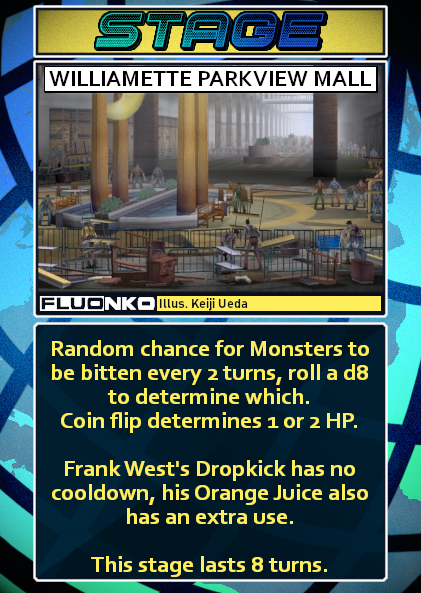 STAGE
WILLIAMETTE PARKVIEW MALL
FLUONKO Illus. Keiji Ueda
Random chance for Monsters to
be bitten every 2 turns, roll a d8
to determine which.
Coin flip determines 1 or 2 HP.
Frank West's Dropkick has no
cooldown, his Orange Juice also
has an extra use.
This stage lasts 8 turns.